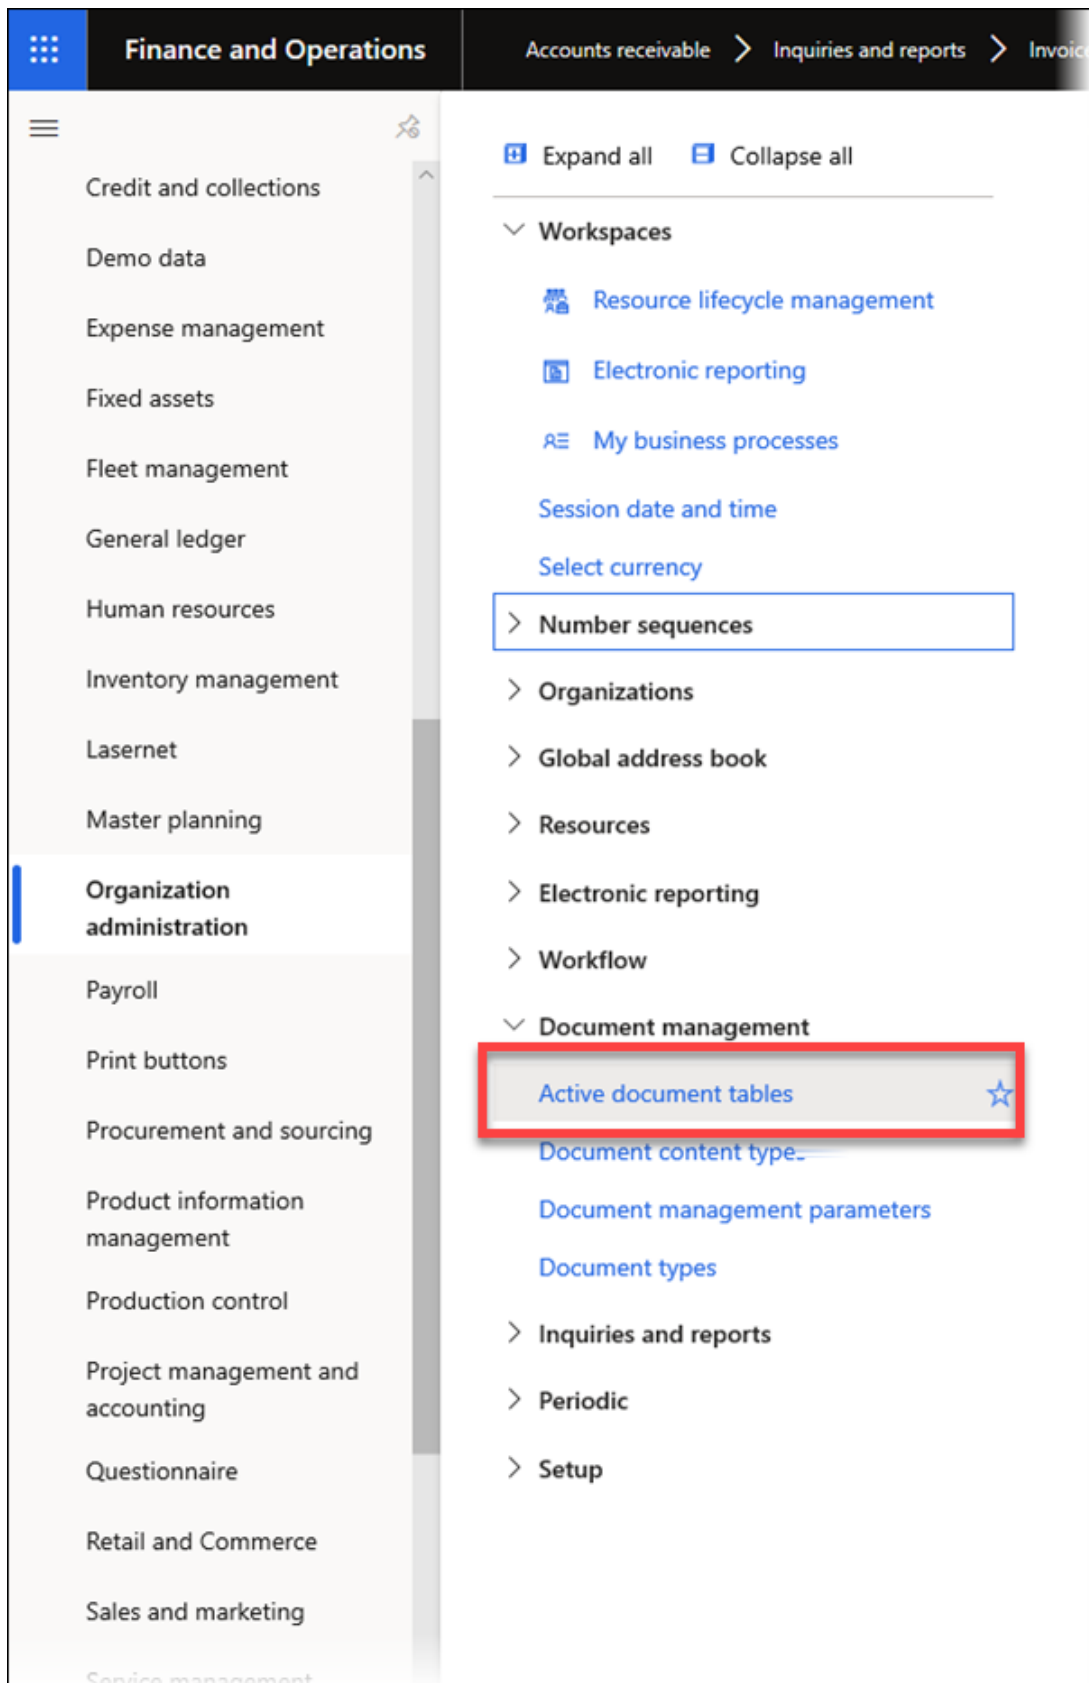 Finance and Operations
Accounts receivable
Inquiries and reports
Credit and collections
Demo data
Expense management
Fixed assets
Fleet management
General ledger
Human resources
Inventory management
Lasernet
Master planning
Organization
administration
Payroll
Print buttons
Procurement and sourcing
Product information
management
Production control
Project management and
accounting
Questionnaire
Retail and Commerce
Sales and marketing
Service management
Expand all
Collapse all
Workspaces
Resource lifecycle management
Electronic reporting
My business processes
Session date and time
Select currency
Number sequences
Organizations
Global address book
Resources
Electronic reporting
Workflow
Document management
Active document tables
Document content
Document management parameters
Document types
Inquiries and reports
Periodic
Setup